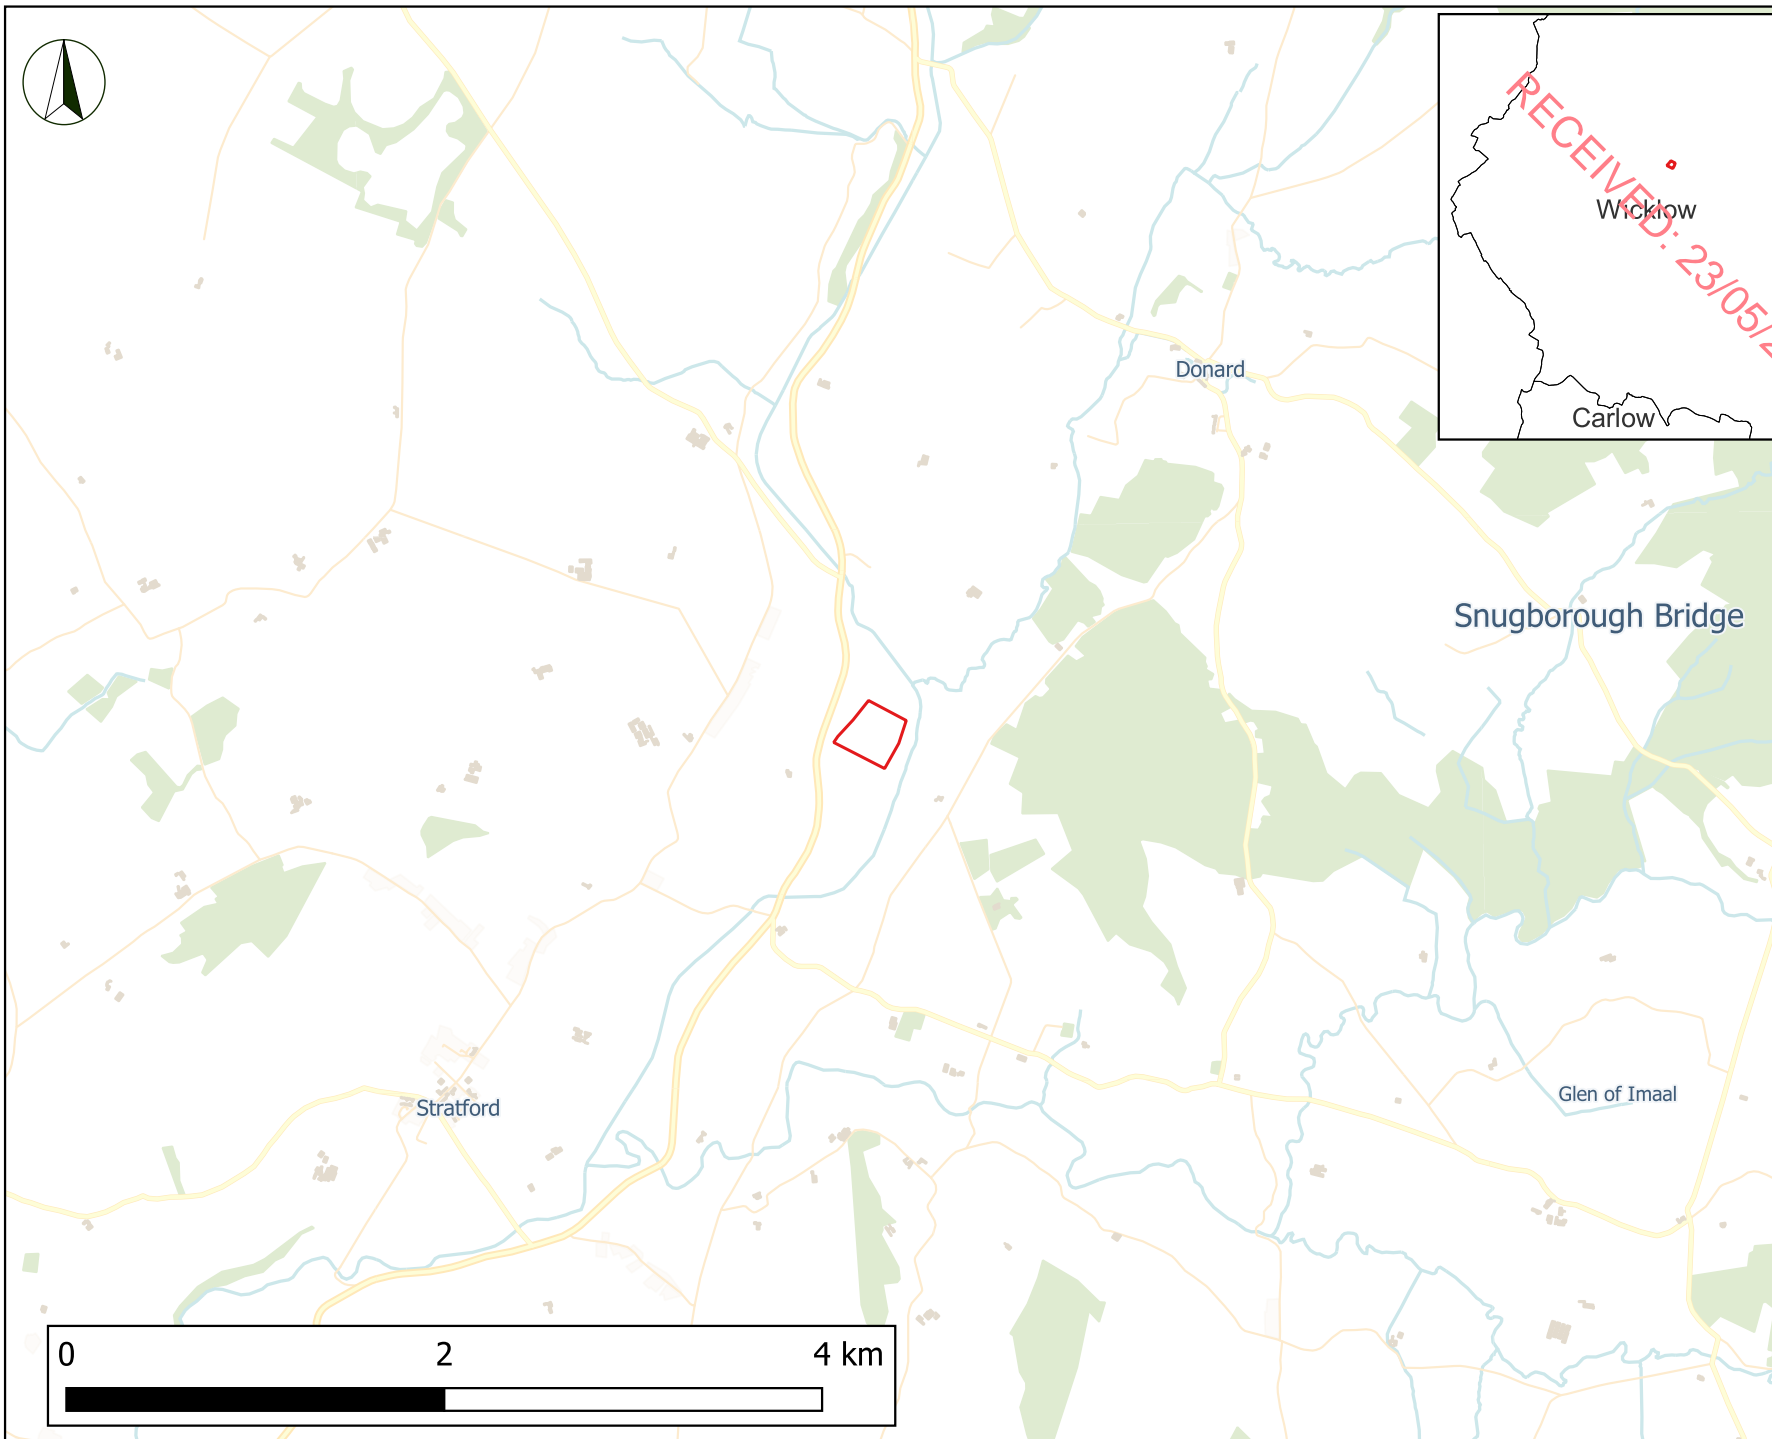 RECEIVED: 23/05/2
Wicklow
Carlow
Donard
Snugborough Bridge
Glen of Imaal
Stratford
0 2 4 km